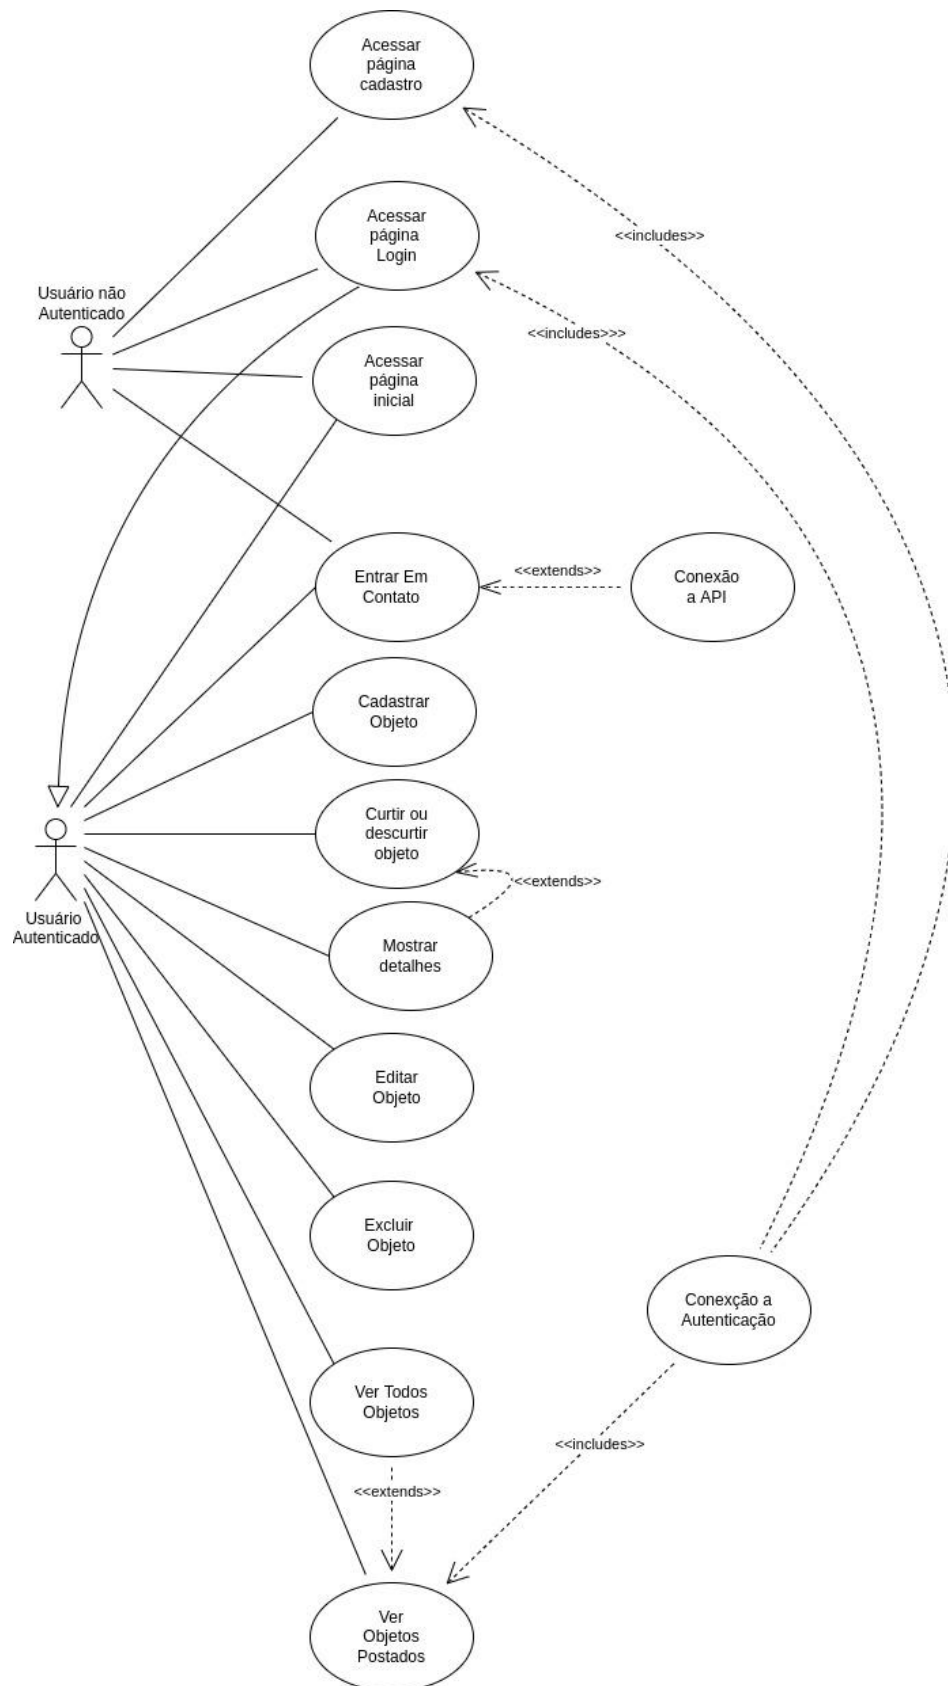 Acessar
página
cadastro
Acessar
página
Login
<<includes>>
Usuário não
Autenticado
<<includes>>>
Acessar
página
inicial
Entrar Em
Contato
<<extends>>
Conexão
a API
Cadastrar
Objeto
Curtir ou
descurtir
objeto
<<extends>>
Usuário
Autenticado
Mostrar
detalhes
Editar
Objeto
Excluir
Objeto
Conexção a
Autenticação
Ver Todos
Objetos
<<includes>>
<<extends>>
Ver
Objetos
Postados